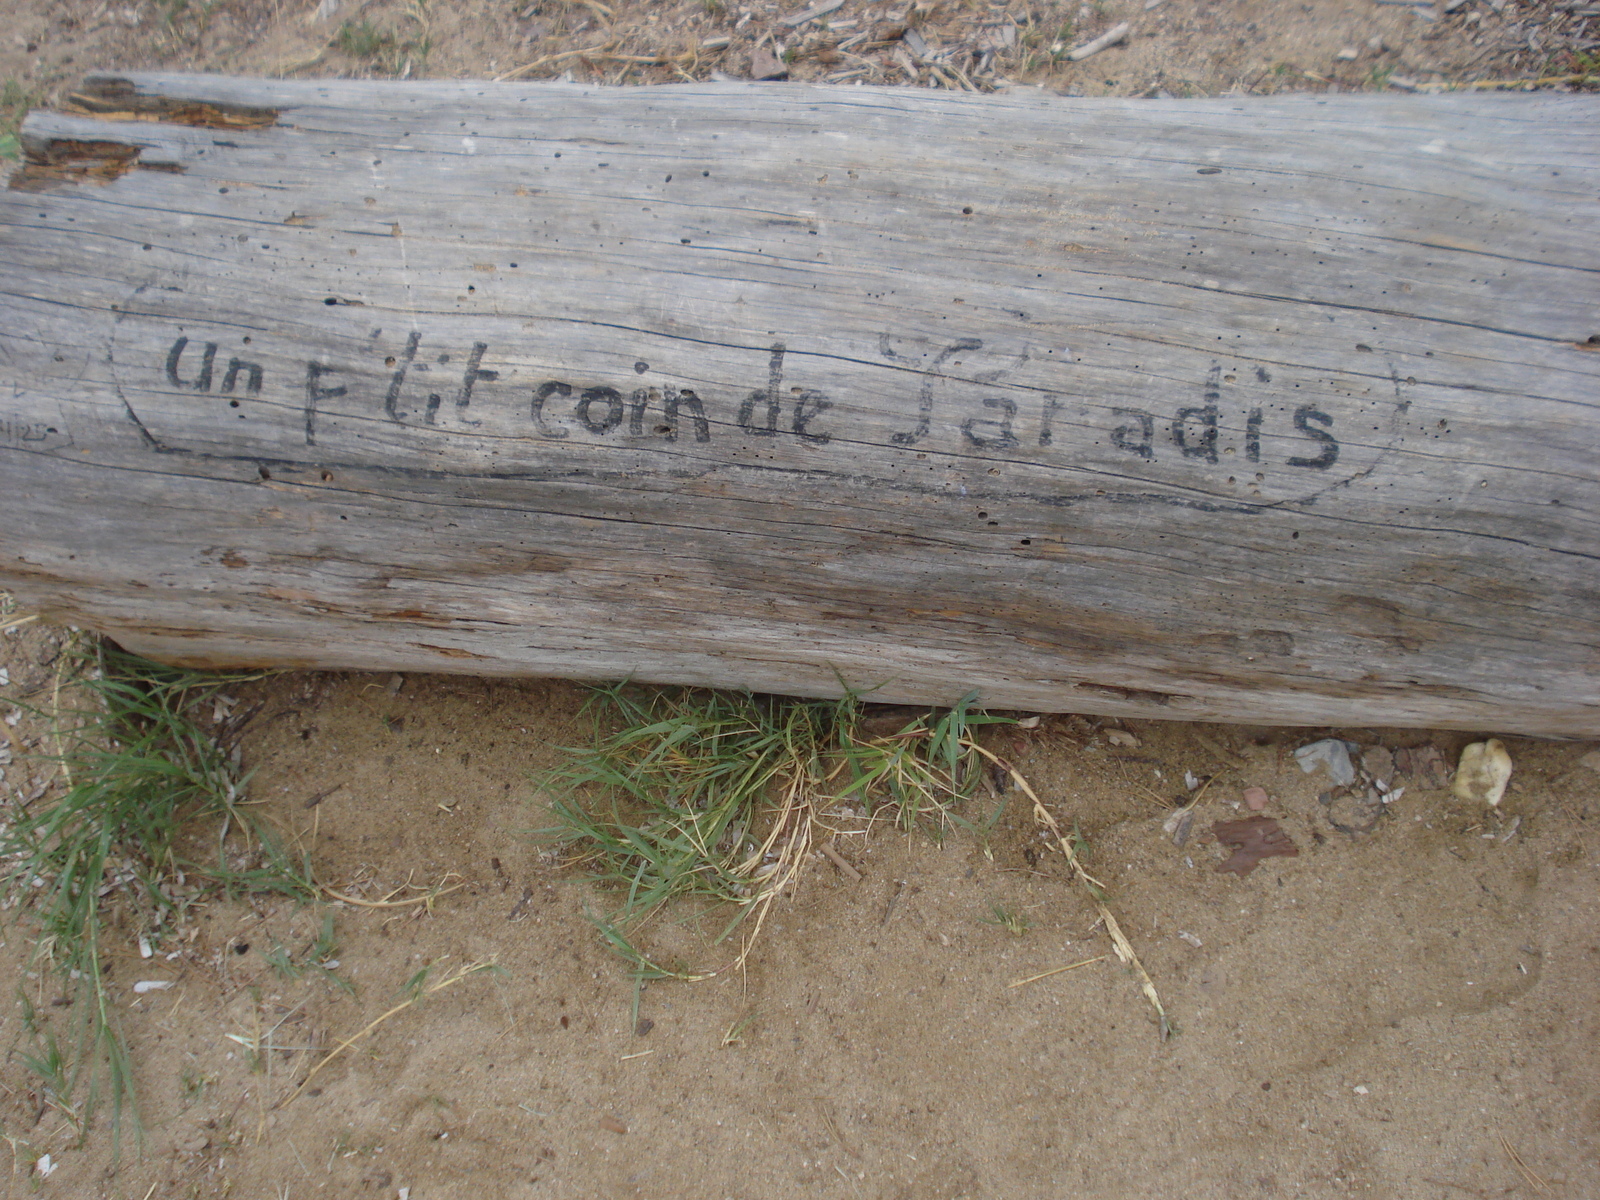 un p'tit coin de Paradis